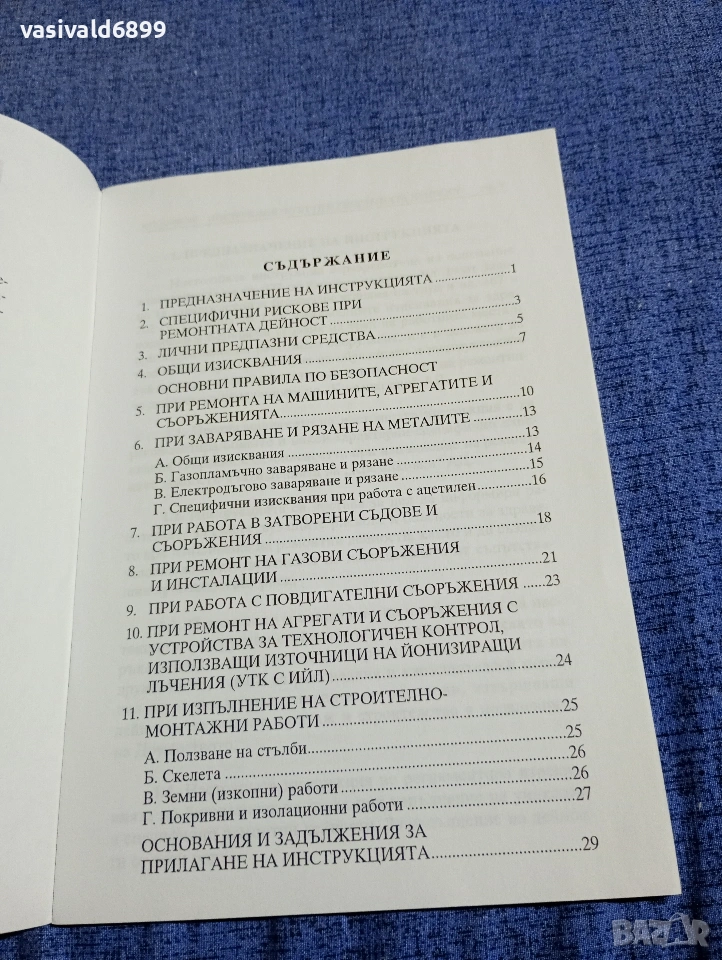 vasivald6899
СЪДЪРЖАНИЕ
1. ПРЕДНАЗНАЧЕНИЕ НА ИНСТРУКЦИЯТА ........................1
2. СПЕЦИФИЧНИ РИСКОВЕ ПРИ
РЕМОНТНАТА ДЕЙНОСТ ........................3
3. ЛИЧНИ ПРЕДПАЗНИ СРЕДСТВА ........................5
4. ОБЩИ ИЗИСКВАНИЯ ........................7
ОСНОВНИ ПРАВИЛА ПО БЕЗОПАСНОСТ
5. ПРИ РЕМОНТА НА МАШИНИТЕ, АГРЕГАТИТЕ И
СЪОРЪЖЕНИЯТА ........................10
6. ПРИ ЗАВАРЯВАНЕ И РЯЗАНЕ НА МЕТАЛИТЕ ............13
А. Общи изисквания ........................13
Б. Газопламъчно заваряване и рязане ........................14
В. Електродъгово заваряване и рязане ........................15
Г. Специфични изисквания при работа с ацетилен ............16
7. ПРИ РАБОТА В ЗАТВОРЕНИ СЪДОВЕ И
СЪОРЪЖЕНИЯ ........................18
8. ПРИ РЕМОНТ НА ГАЗОВИ СЪОРЪЖЕНИЯ
И ИНСТАЛАЦИИ ........................21
9. ПРИ РАБОТА С ПОВДИГАТЕЛНИ СЪОРЪЖЕНИЯ ......23
10. ПРИ РЕМОНТ НА АГРЕГАТИ И СЪОРЪЖЕНИЯ С
УСТРОЙСТВА ЗА ТЕХНОЛОГИЧЕН КОНТРОЛ,
ИЗПОЛЗВАЩИ ИЗТОЧНИЦИ НА ЙОНИЗИРАЩИ
ЛЪЧЕНИЯ (УТК С ИЙЛ) ........................24
11. ПРИ ИЗПЪЛНЕНИЕ НА СТРОИТЕЛНО-
МОНТАЖНИ РАБОТИ ........................25
А. Ползване на стълби ........................25
Б. Скелета ........................26
В. Земни (изкопни) работи ........................26
Г. Покривни и изолационни работи ........................27
ОСНОВАНИЯ И ЗАДЪЛЖЕНИЯ ЗА
ПРИЛАГАНЕ НА ИНСТРУКЦИЯТА ........................29
BAZAR